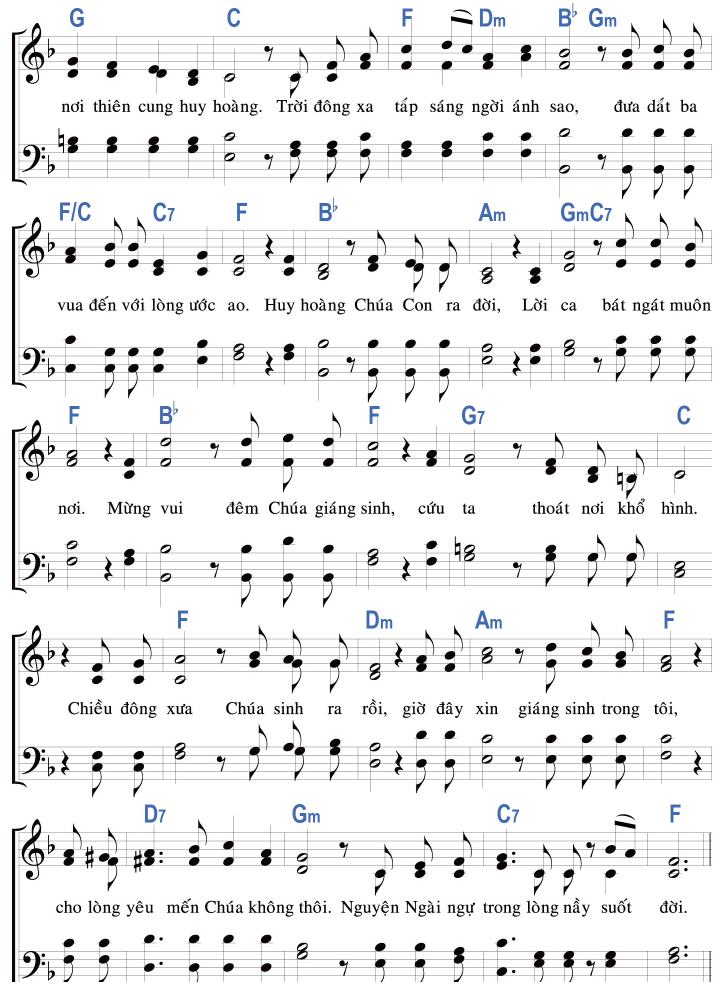 G C F Dm B♭ Gm
nơi thiên cung huy hoàng. Trời đông xa tấp sáng ngời ánh sao, đưa dắt ba
F/C C7 F B♭ Am Gm C7
vua đến với lòng ước ao. Huy hoàng Chúa Con ra đời, Lời ca bát ngát muôn
F B♭ F G7 C
nơi. Mừng vui đêm Chúa giáng sinh, cứu ta thoát nơi khổ hình.
F Dm Am F
Chiều đông xưa Chúa sinh ra rồi, giờ đây xin giáng sinh trong tôi,
D7 Gm C7 F
cho lòng yêu mến Chúa không thôi. Nguyện Ngài ngự trong lòng nầy suốt đời.